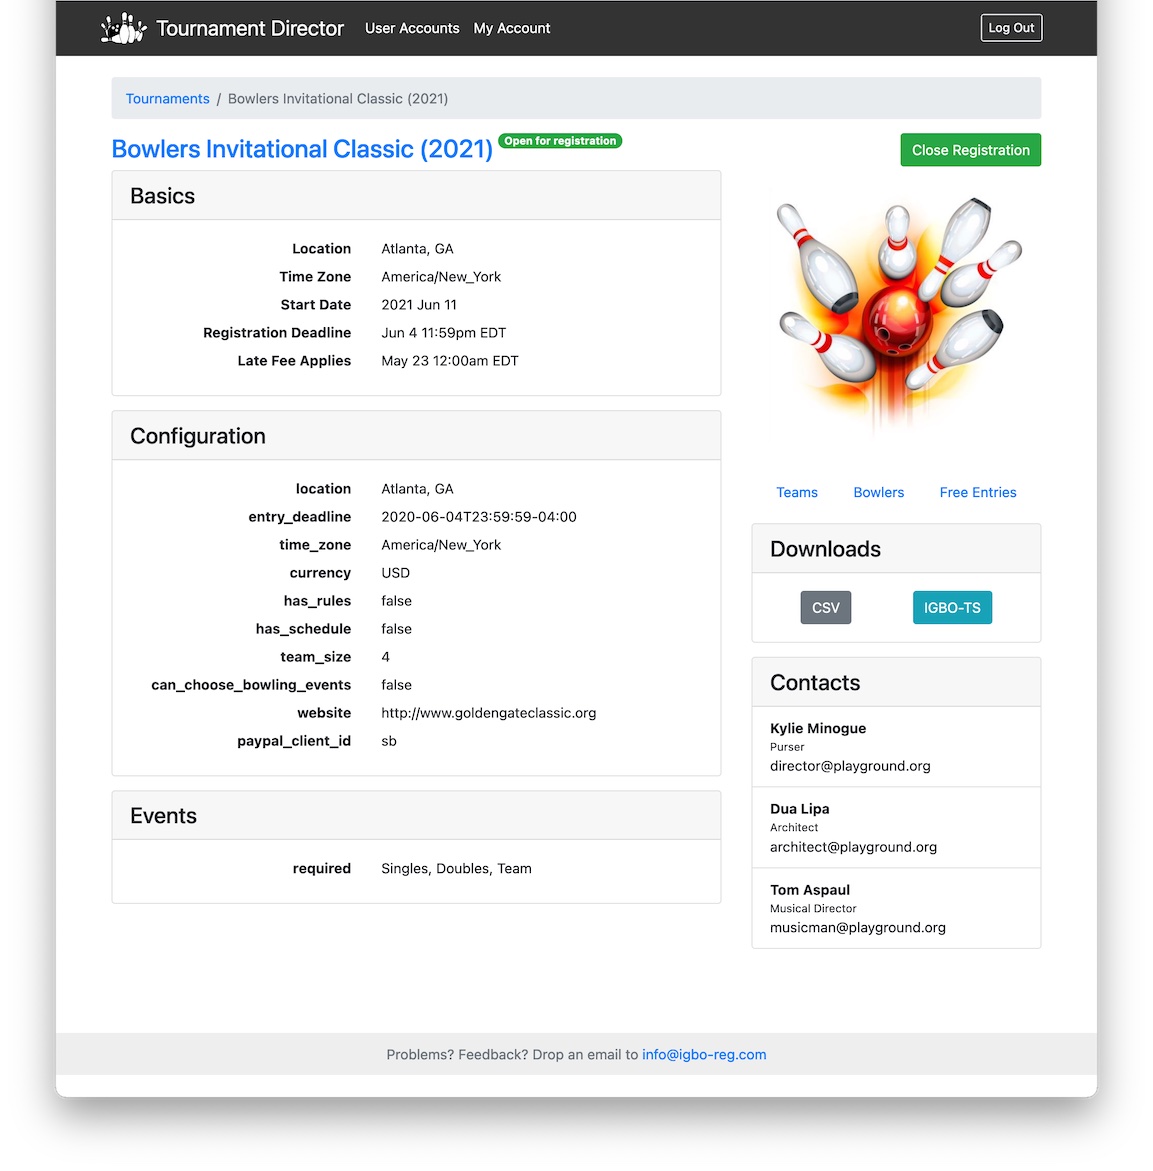 Tournament Director User Accounts My Account Log Out
Tournaments / Bowlers Invitational Classic (2021)
Bowlers Invitational Classic (2021) Open for registration
Close Registration
Basics
Location Atlanta, GA
Time Zone America/New_York
Start Date 2021 Jun 11
Registration Deadline Jun 4 11:59pm EDT
Late Fee Applies May 23 12:00am EDT
Configuration
location Atlanta, GA
entry_deadline 2020-06-04T23:59:59-04:00
time_zone America/New_York
currency USD
has_rules false
has_schedule false
team_size 4
can_choose_bowling_events false
website http://www.goldengateclassic.org
paypal_client_id sb
Events
required Singles, Doubles, Team
Teams Bowlers Free Entries
Downloads
CSV IGBO-TS
Contacts
Kylie Minogue
Purser
director@playground.org
Dua Lipa
Architect
architect@playground.org
Tom Aspaul
Musical Director
musicman@playground.org
Problems? Feedback? Drop an email to info@igbo-reg.com